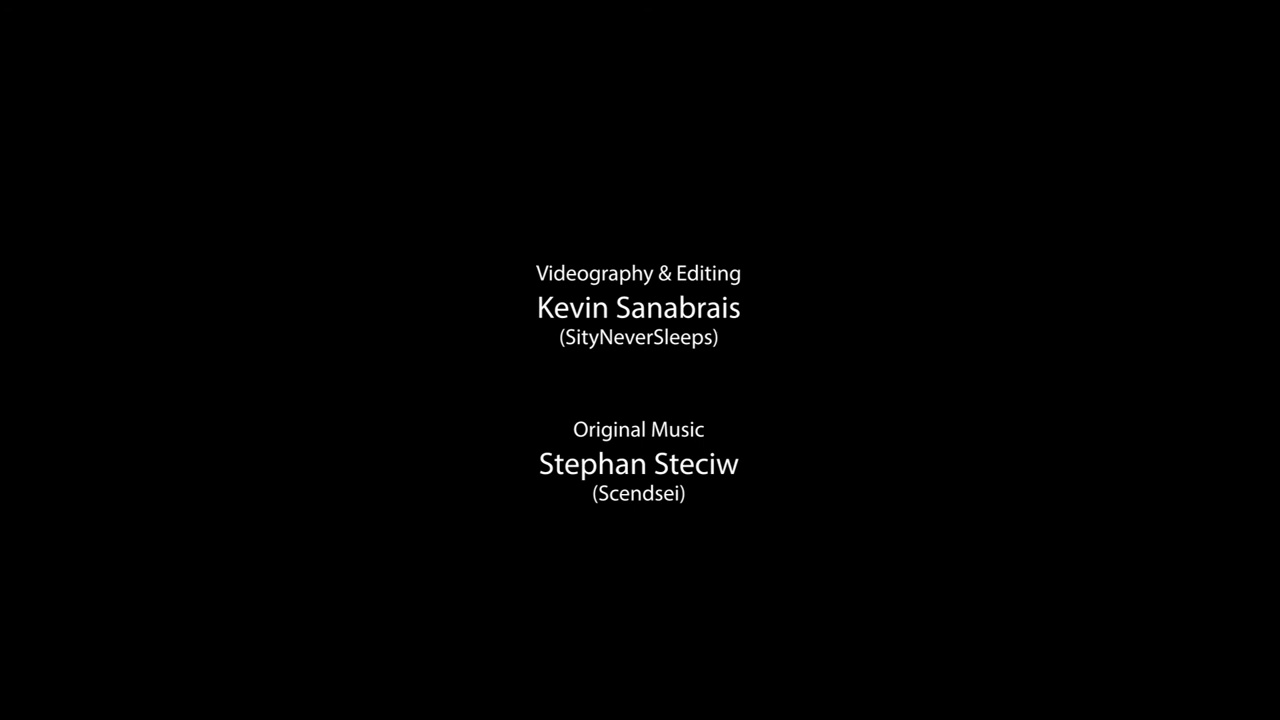 Videography & Editing
Kevin Sanabrais
(SityNeverSleeps)
Original Music
Stephan Steciw
(Scendsei)